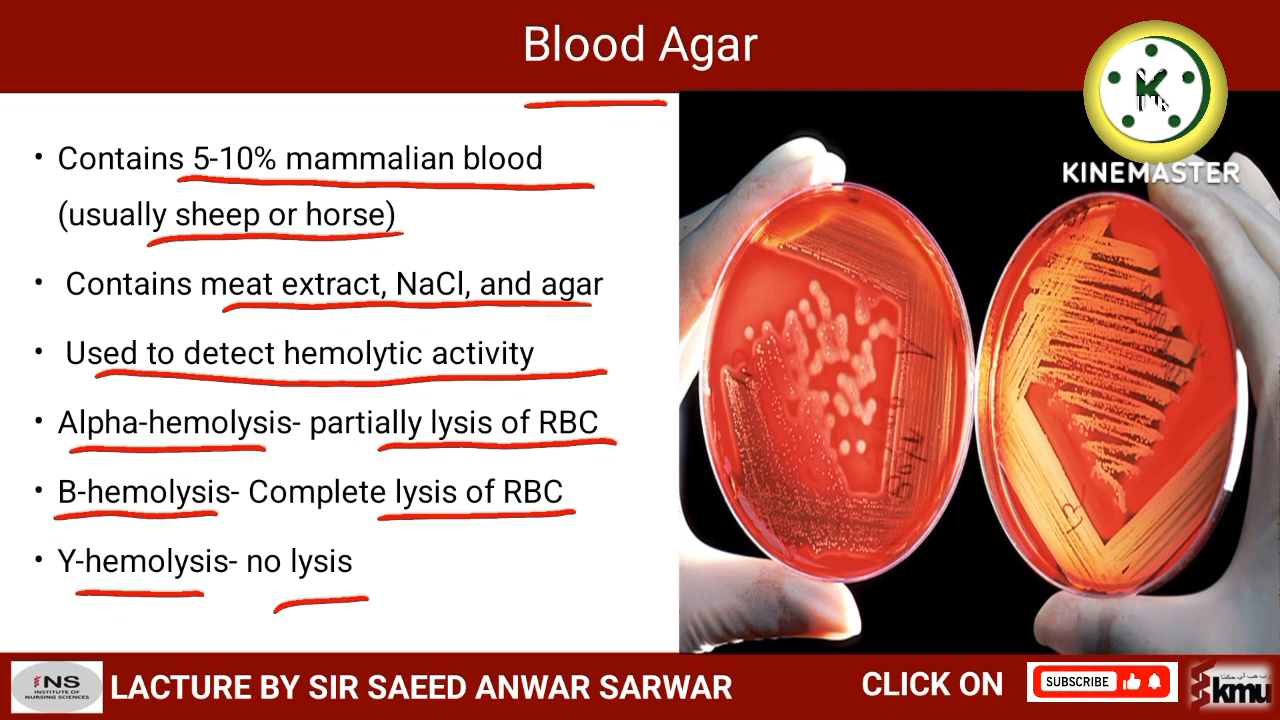 Blood Agar
KINEMASTER
• Contains 5-10% mammalian blood
(usually sheep or horse)
• Contains meat extract, NaCl, and agar
• Used to detect hemolytic activity
• Alpha-hemolysis- partially lysis of RBC
• B-hemolysis- Complete lysis of RBC
• Y-hemolysis- no lysis
INS
INSTITUTE OF
NURSING SCIENCES
LACTURE BY SIR SAEED ANWAR SARWAR
CLICK ON
SUBSCRIBE
kmu